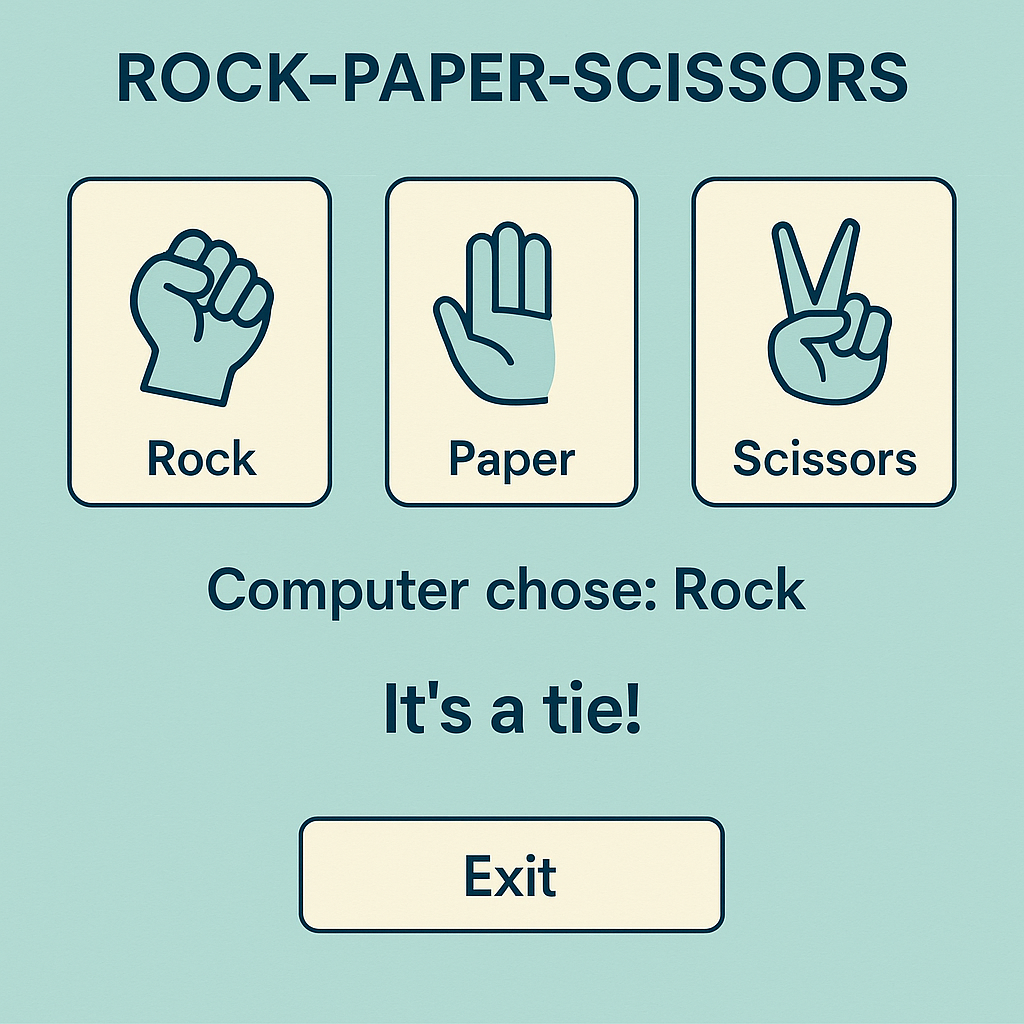 ROCK-PAPER-SCISSORS
Rock
Paper
Scissors
Computer chose: Rock
It's a tie!
Exit